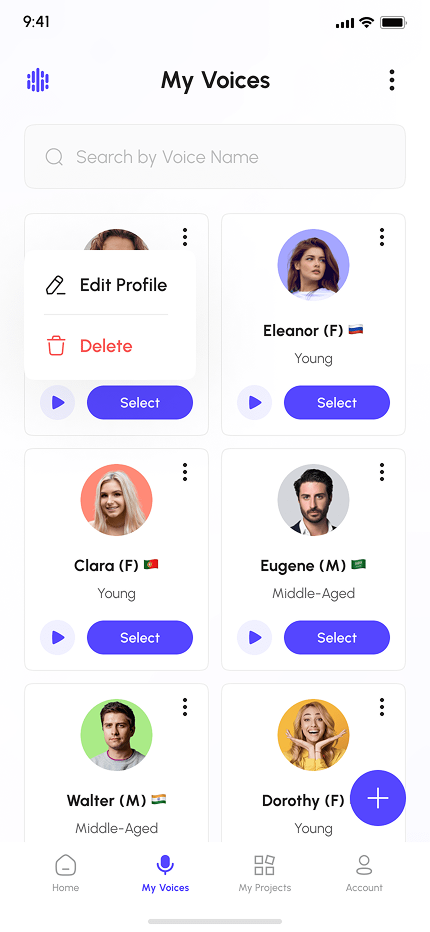 9:41
My Voices
Search by Voice Name
Edit Profile
Delete
Select
Eleanor (F)
Young
Select
Clara (F)
Young
Select
Eugene (M)
Middle-Aged
Select
Walter (M)
Middle-Aged
Dorothy (F)
Young
Home
My Voices
My Projects
Account